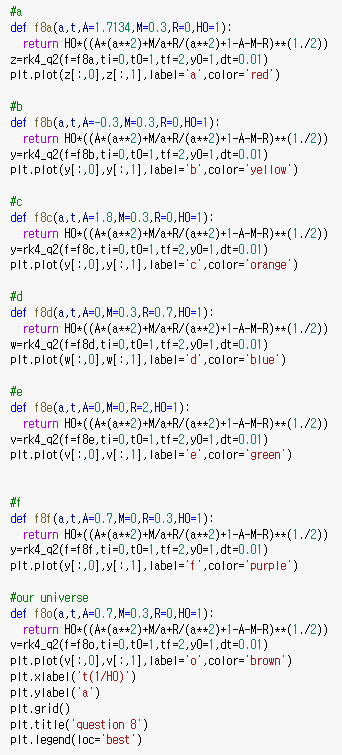 #a
def f8a(a,t,A=1.7134,M=0.3,R=0,H0=1):
return H0*((A*(a**2)+M/a+R/(a**2)+1-A-M-R)**(1./2))
z=rk4_q2(f=f8a,ti=0,t0=1,tf=2,y0=1,dt=0.01)
plt.plot(z[:,0],z[:,1],label='a',color='red')
#b
def f8b(a,t,A=-0.3,M=0.3,R=0,H0=1):
return H0*((A*(a**2)+M/a+R/(a**2)+1-A-M-R)**(1./2))
y=rk4_q2(f=f8b,ti=0,t0=1,tf=2,y0=1,dt=0.01)
plt.plot(y[:,0],y[:,1],label='b',color='yellow')
#c
def f8c(a,t,A=1.8,M=0.3,R=0,H0=1):
return H0*((A*(a**2)+M/a+R/(a**2)+1-A-M-R)**(1./2))
y=rk4_q2(f=f8c,ti=0,t0=1,tf=2,y0=1,dt=0.01)
plt.plot(y[:,0],y[:,1],label='c',color='orange')
#d
def f8d(a,t,A=0,M=0.3,R=0.7,H0=1):
return H0*((A*(a**2)+M/a+R/(a**2)+1-A-M-R)**(1./2))
w=rk4_q2(f=f8d,ti=0,t0=1,tf=2,y0=1,dt=0.01)
plt.plot(w[:,0],w[:,1],label='d',color='blue')
#e
def f8e(a,t,A=0,M=0,R=2,H0=1):
return H0*((A*(a**2)+M/a+R/(a**2)+1-A-M-R)**(1./2))
v=rk4_q2(f=f8e,ti=0,t0=1,tf=2,y0=1,dt=0.01)
plt.plot(v[:,0],v[:,1],label='e',color='green')
#f
def f8f(a,t,A=0.7,M=0,R=0.3,H0=1):
return H0*((A*(a**2)+M/a+R/(a**2)+1-A-M-R)**(1./2))
y=rk4_q2(f=f8f,ti=0,t0=1,tf=2,y0=1,dt=0.01)
plt.plot(y[:,0],y[:,1],label='f',color='purple')
#our universe
def f8o(a,t,A=0.7,M=0.3,R=0,H0=1):
return H0*((A*(a**2)+M/a+R/(a**2)+1-A-M-R)**(1./2))
v=rk4_q2(f=f8o,ti=0,t0=1,tf=2,y0=1,dt=0.01)
plt.plot(v[:,0],v[:,1],label='o',color='brown')
plt.xlabel('t(1/H0)')
plt.ylabel('a')
plt.grid()
plt.title('question 8')
plt.legend(loc='best')